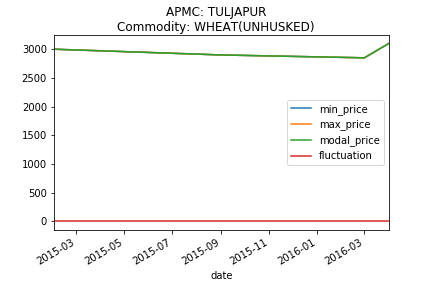 APMC: TULJAPUR
Commodity: WHEAT(UNHUSKED)
3000
2500
2000
1500
1000
500
0
min_price
max_price
modal_price
fluctuation
2015-03
2015-05
2015-07
2015-09
2015-11
2016-01
2016-03
date